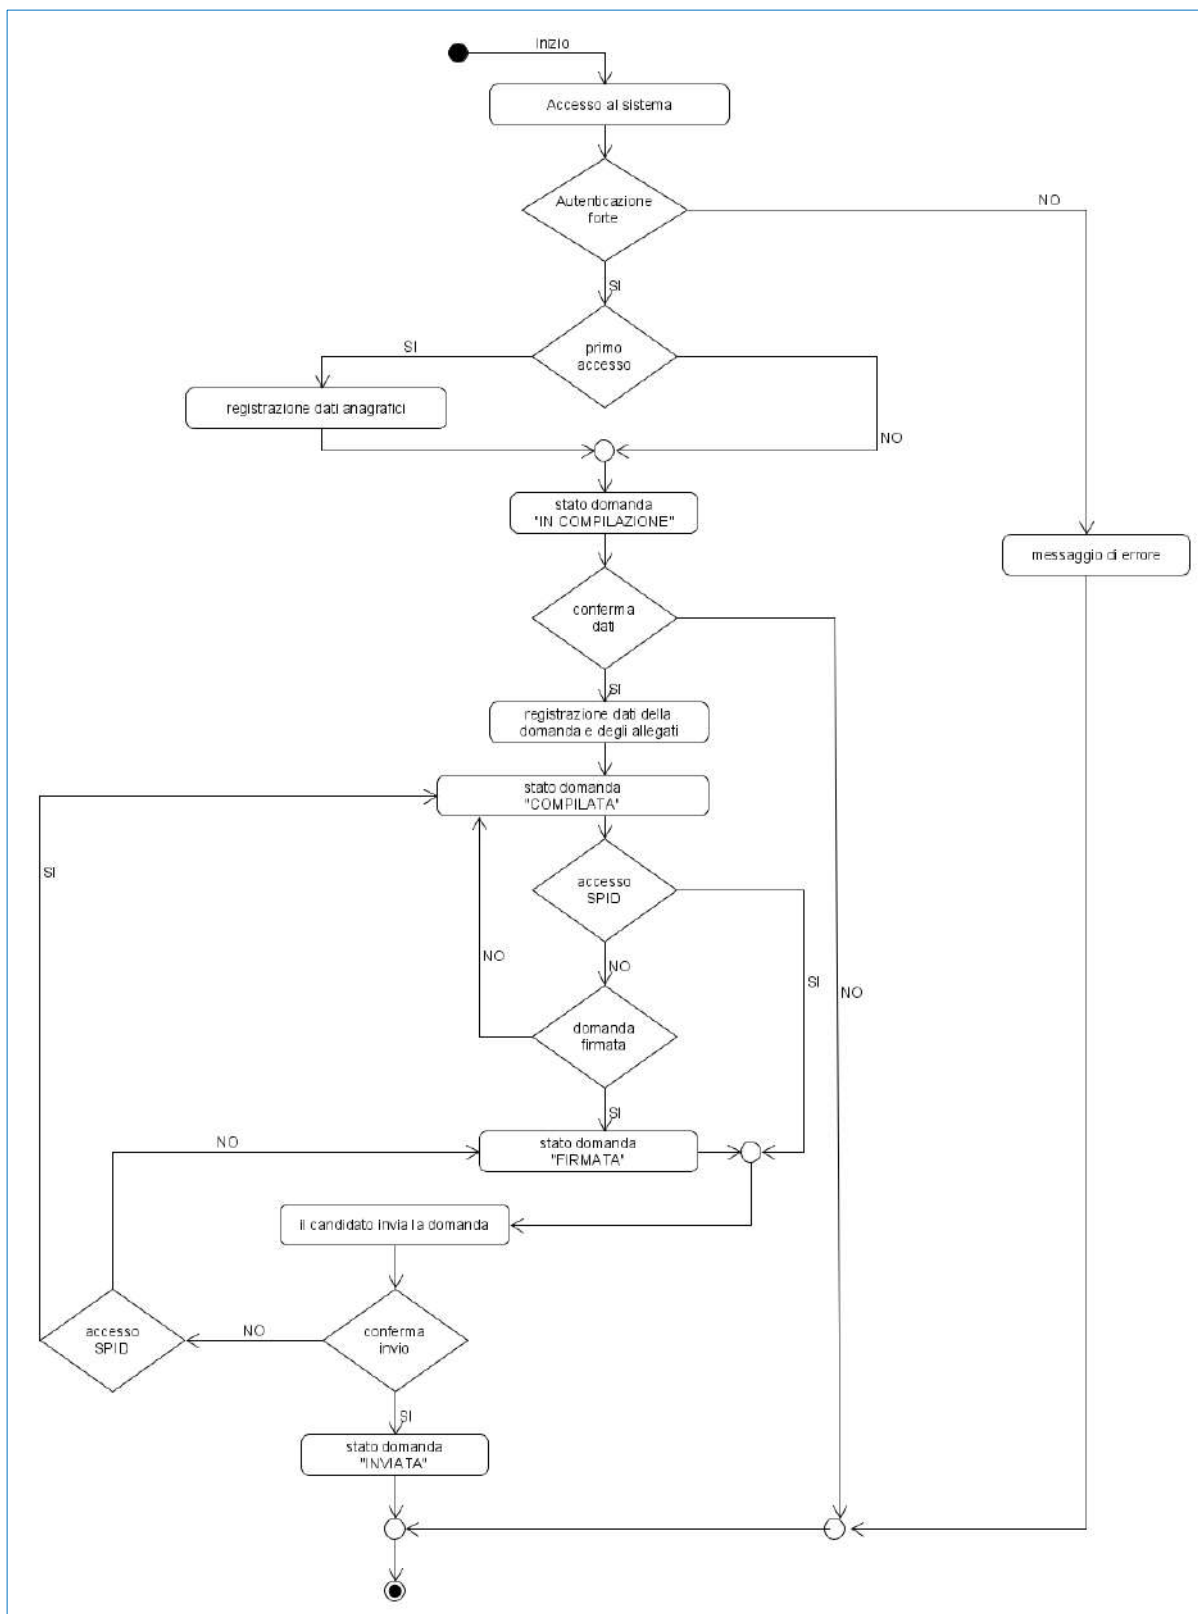 Inizio
Accesso al sistema
Autenticazione
forte
NO
SI
primo
accesso
SI
registrazione dati anagrafici
NO
stato domanda
"IN COMPILAZIONE"
messaggio di errore
conferma
dati
SI
registrazione dati della
domanda e degli allegati
stato domanda
"COMPILATA"
SI
accesso
SPID
NO
NO
SI
NO
domanda
firmata
SI
NO
stato domanda
"FIRMATA"
il candidato invia la domanda
accesso
SPID
NO
conferma
invio
SI
stato domanda
"INVIATA"